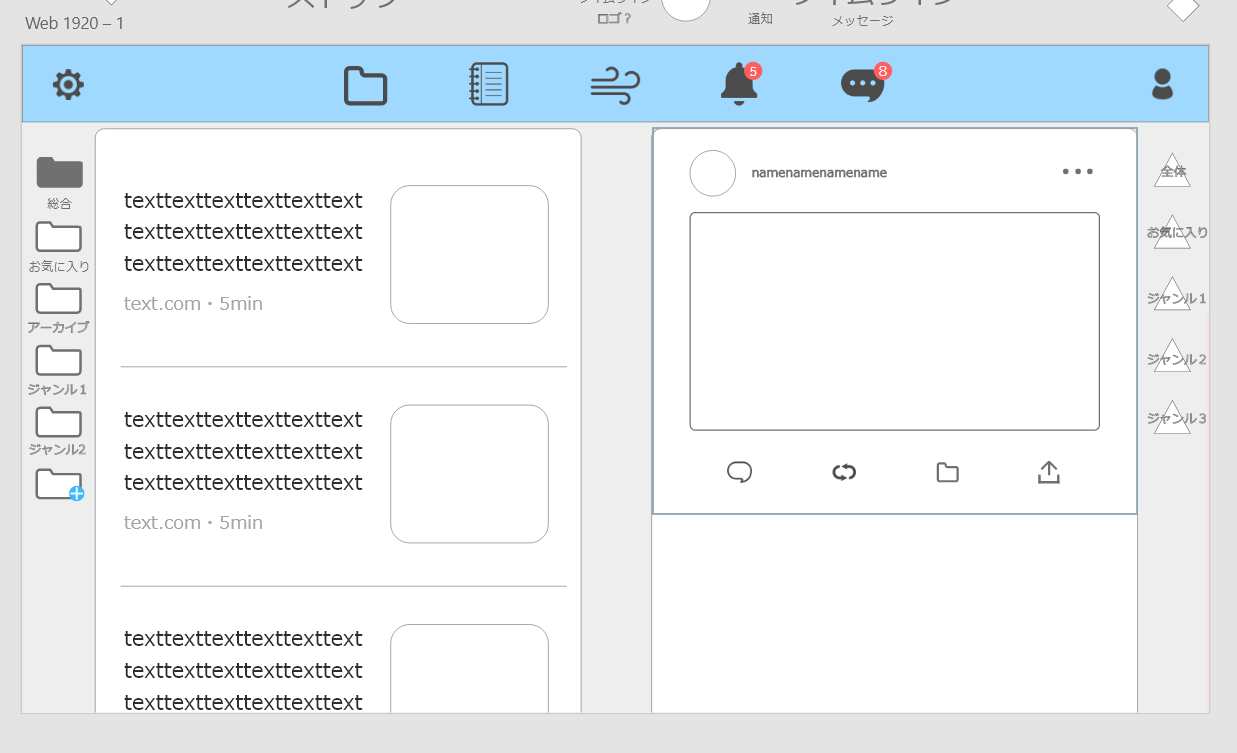 Web 1920 – 1
ロゴ？
通知
メッセージ
5
8
総合
お気に入り
アーカイブ
ジャンル1
ジャンル2
texttexttexttexttexttext
texttexttexttexttexttext
texttexttexttexttexttext
text.com・5min
texttexttexttexttexttext
texttexttexttexttexttext
texttexttexttexttexttext
text.com・5min
texttexttexttexttexttext
texttexttexttexttexttext
texttexttexttexttexttext
namenamenamename
全体
お気に入り
ジャンル1
ジャンル2
ジャンル3